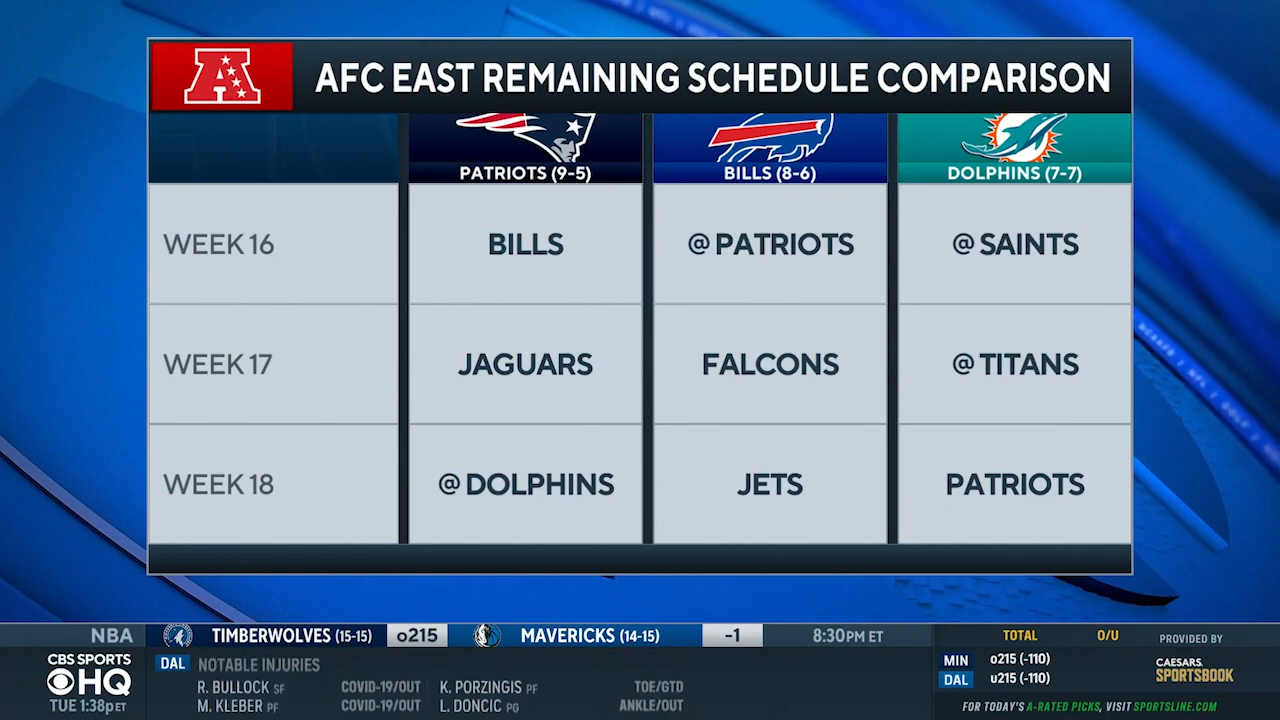 AFC EAST REMAINING SCHEDULE COMPARISON
PATRIOTS (9-5) BILLS (8-6) DOLPHINS (7-7)
WEEK 16 BILLS @ PATRIOTS @ SAINTS
WEEK 17 JAGUARS FALCONS @ TITANS
WEEK 18 @ DOLPHINS JETS PATRIOTS
NBA TIMBERWOLVES (15-15) o215 MAVERICKS (14-15) -1 8:30PM ET
CBS SPORTS
HQ
TUE 1:38PET
DAL NOTABLE INJURIES
R. BULLOCK SF COVID-19/OUT K. PORZINGIS PF TOE/GTD
M. KLEBER PF COVID-19/OUT L. DONCIC PG ANKLE/OUT
TOTAL O/U
MIN o215 (-110)
DAL u215 (-110)
PROVIDED BY
CAESARS
SPORTSBOOK
FOR TODAY'S A-RATED PICKS, VISIT SPORTSLINE.COM